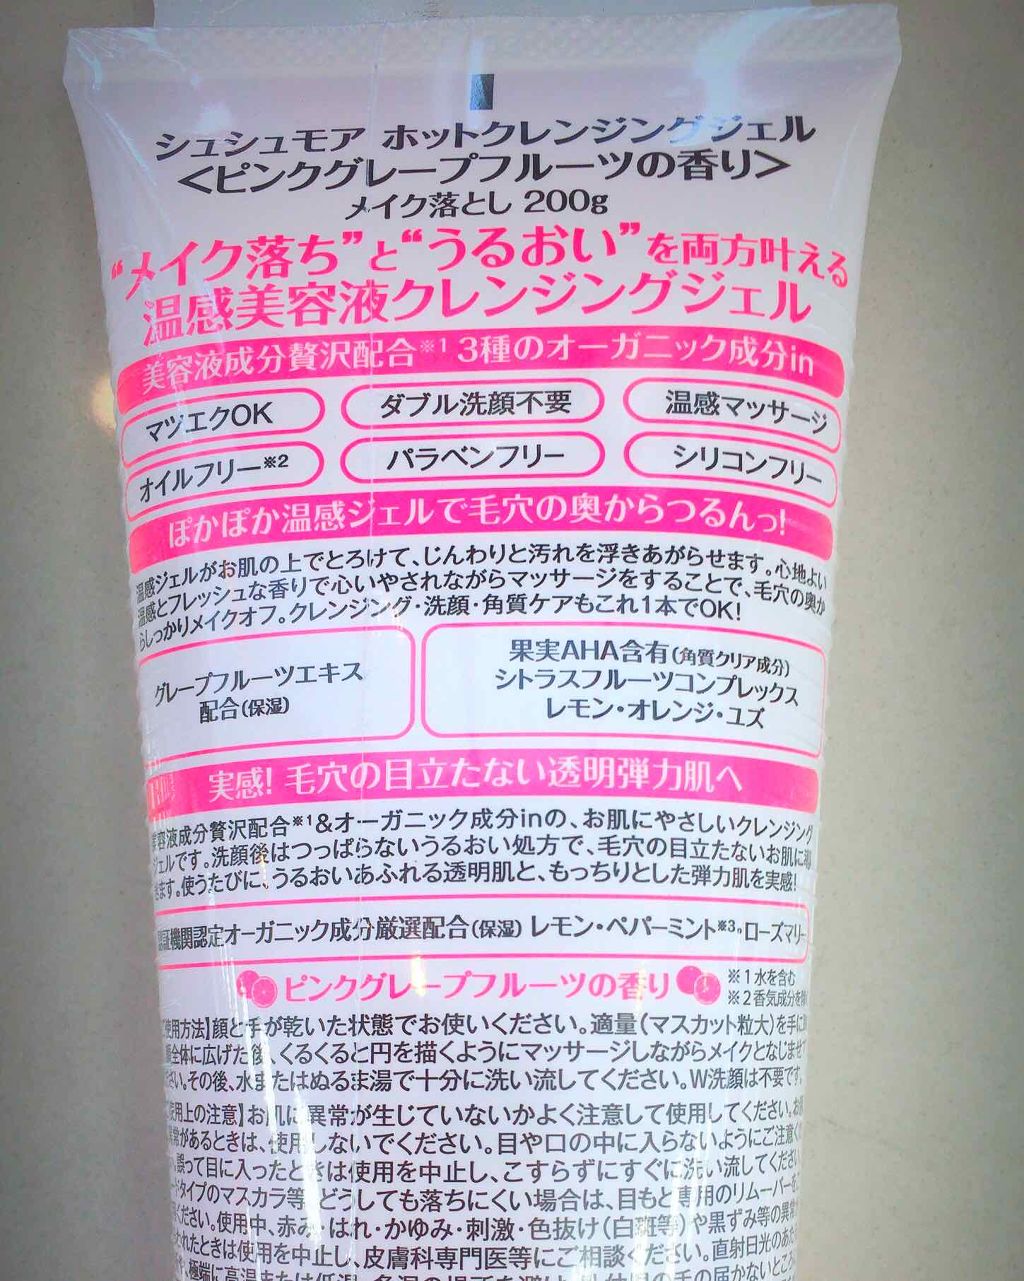 シュシュモア ホットクレンジングジェル
<ピンクグレープフルーツの香り>
メイク落とし 200g
“メイク落ち”と“うるおい”を両方叶える
温感美容液クレンジングジェル
美容液成分贅沢配合※1 3種のオーガニック成分in
マツエクOK ダブル洗顔不要 温感マッサージ
オイルフリー※2 パラベンフリー シリコンフリー
ぽかぽか温感ジェルで毛穴の奥からつるんっ!
温感ジェルがお肌の上でとろけて、じんわりと汚れを浮きあがらせます。心地よい
温感とフレッシュな香りで心いやされながらマッサージをすることで、毛穴の奥か
らしっかりメイクオフ。クレンジング・洗顔・角質ケアもこれ1本でOK!
グレープフルーツエキス
配合(保湿)
果実AHA含有(角質クリア成分)
シトラスフルーツコンプレックス
レモン・オレンジ・ユズ
実感! 毛穴の目立たない透明弾力肌へ
美容液成分贅沢配合※1&オーガニック成分inの、お肌にやさしいクレンジング
ジェルです。洗顔後はつっぱらないうるおい処方で、毛穴の目立たないお肌に
ます。使うたびに、うるおいあふれる透明肌と、もっちりとした弾力肌を実感!
認証機関認定オーガニック成分厳選配合(保湿) レモン・ペパーミント※3・ローズマリー
ピンクグレープフルーツの香り
※1 水を含む
※2 香気成分を
使用方法】顔と手が乾いた状態でお使いください。適量(マスカット粒大)を手に
全体に広げた後、くるくると円を描くようにマッサージしながらメイクとなじませ
さい。その後、水またはぬるま湯で十分に洗い流してください。W洗顔は不要です。
使用上の注意】お肌に異常が生じていないかよく注意して使用してください。お
常があるときは、使用しないでください。目や口の中に入らないようにご注意く
誤って目に入ったときは使用を中止し、こすらずにすぐに洗い流してください
タイプのマスカラ等、どうしても落ちにくい場合は、目もと専用のリムーバーを
ください。使用中、赤み・はれ・かゆみ・刺激・色抜け(白斑等)や黒ずみ等の異常
われたときは使用を中止し、皮膚科専門医等にご相談ください。直射日光のあた
極端に高温または低温、多湿の場所を避け、乳幼児の手の届かないところ